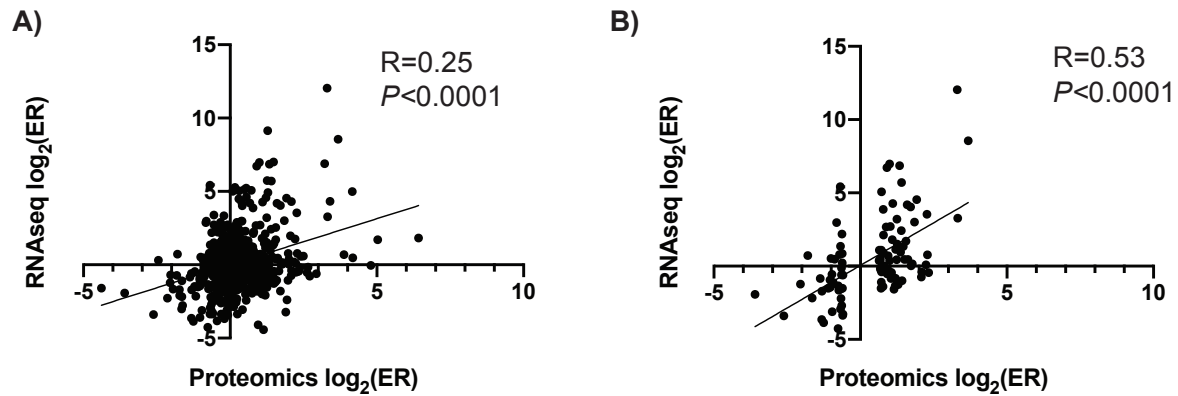 A)
R=0.25
P<0.0001
15
10
5
-5
-5
5
10
RNAseq log2(ER)
Proteomics log2(ER)
B)
R=0.53
P<0.0001
15
10
5
-5
-5
5
10
RNAseq log2(ER)
Proteomics log2(ER)